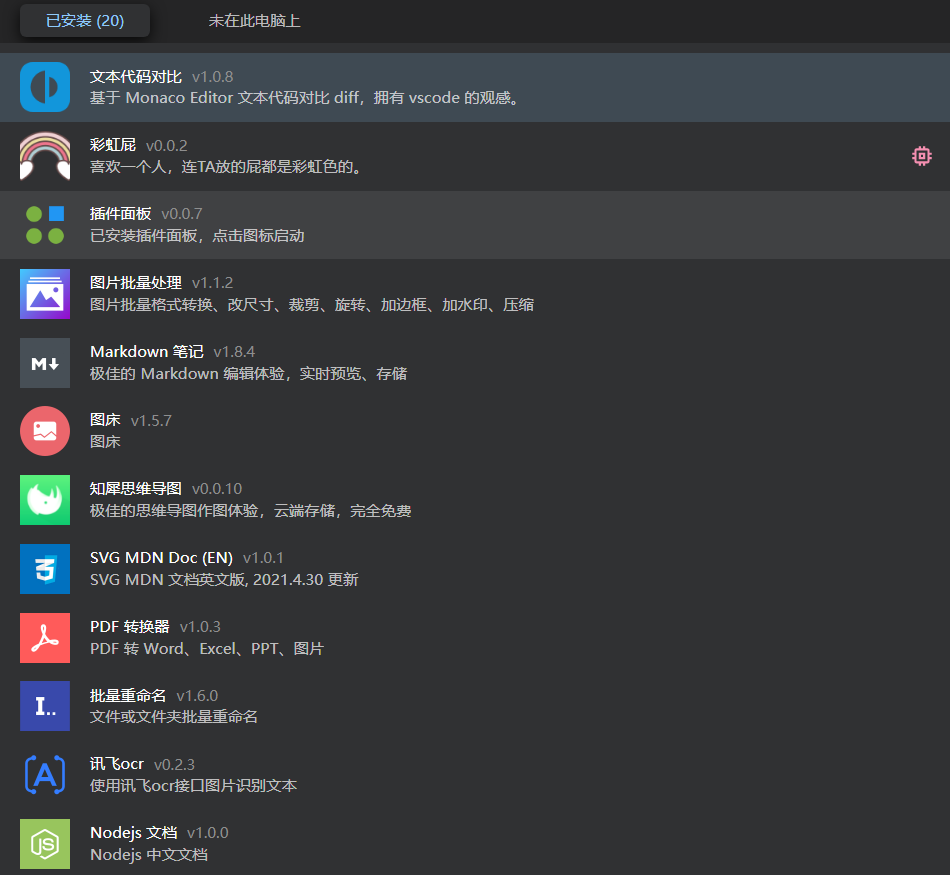 已安装 (20) 未在此电脑上
文本代码对比 v1.0.8
基于 Monaco Editor 文本代码对比 diff，拥有 vscode 的观感。
彩虹屁 v0.0.2
喜欢一个人，连TA放的屁都是彩虹色的。
插件面板 v0.0.7
已安装插件面板，点击图标启动
图片批量处理 v1.1.2
图片批量格式转换、改尺寸、裁剪、旋转、加边框、加水印、压缩
M↓
Markdown 笔记 v1.8.4
极佳的 Markdown 编辑体验，实时预览、存储
图床 v1.5.7
图床
知犀思维导图 v0.0.10
极佳的思维导图作图体验，云端存储，完全免费
SVG MDN Doc (EN) v1.0.1
SVG MDN 文档英文版, 2021.4.30 更新
PDF 转换器 v1.0.3
PDF 转 Word、Excel、PPT、图片
I..
批量重命名 v1.6.0
文件或文件夹批量重命名
A
讯飞ocr v0.2.3
使用讯飞ocr接口图片识别文本
JS
Nodejs 文档 v1.0.0
Nodejs 中文文档